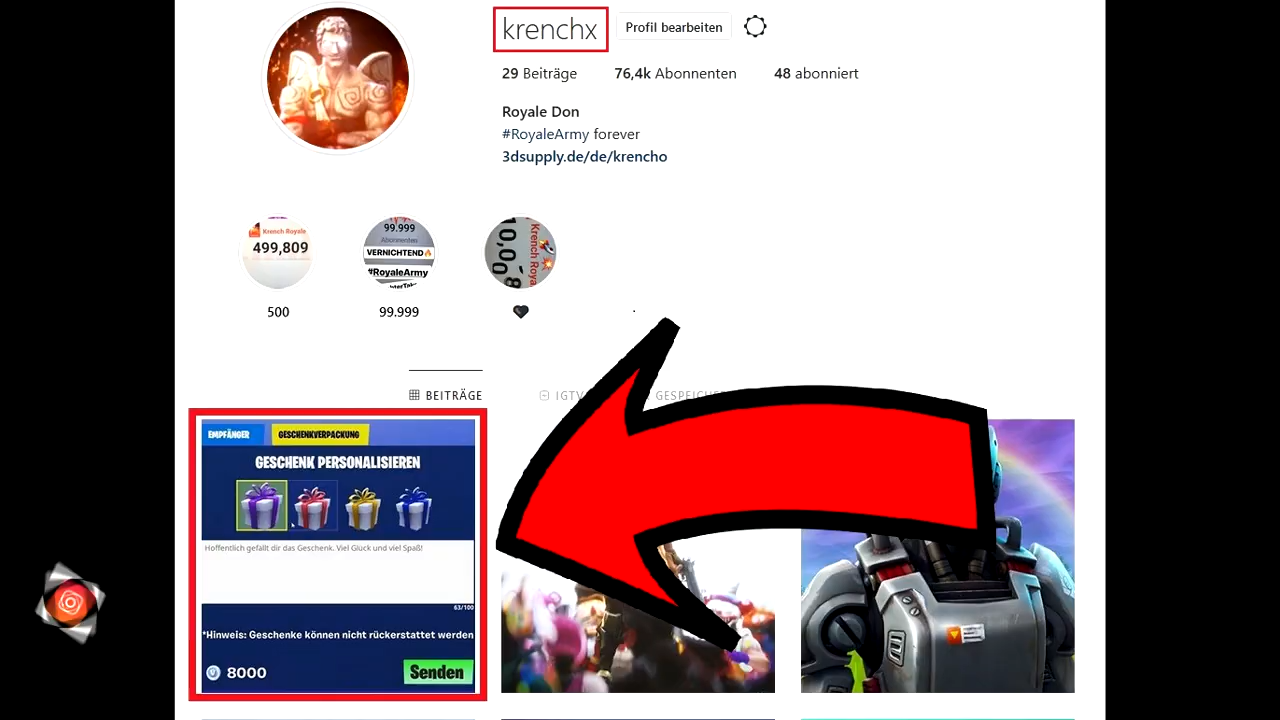 krenchx
Profil bearbeiten
29 Beiträge 76,4k Abonnenten 48 abonniert
Royale Don
#RoyaleArmy forever
3dsupply.de/de/krencho
Krench Royale
499,809
99.999
Abonnenten
VERNICHTEND🔥
#RoyaleArmy
500
99.999
BEITRÄGE
IGTV
EMPFÄNGER
GESCHENKVERPACKUNG
GESCHENK PERSONALISIEREN
Hoffentlich gefällt dir das Geschenk. Viel Glück und viel Spaß!
63/100
*Hinweis: Geschenke können nicht rückerstattet werden
8000
Senden